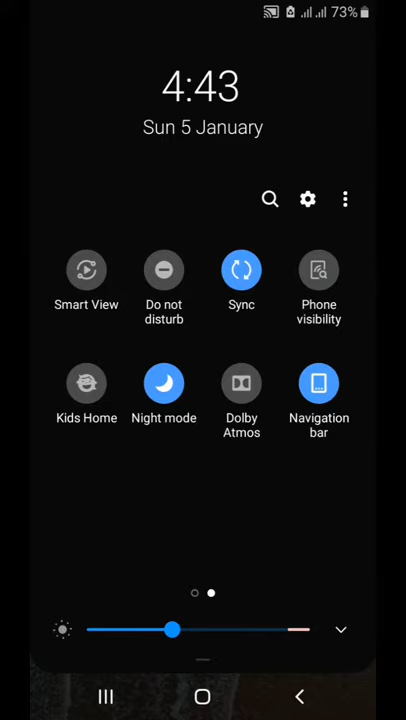 73%
4:43
Sun 5 January
Smart View
Do not
disturb
Sync
Phone
visibility
Kids Home
Night mode
Dolby
Atmos
Navigation
bar